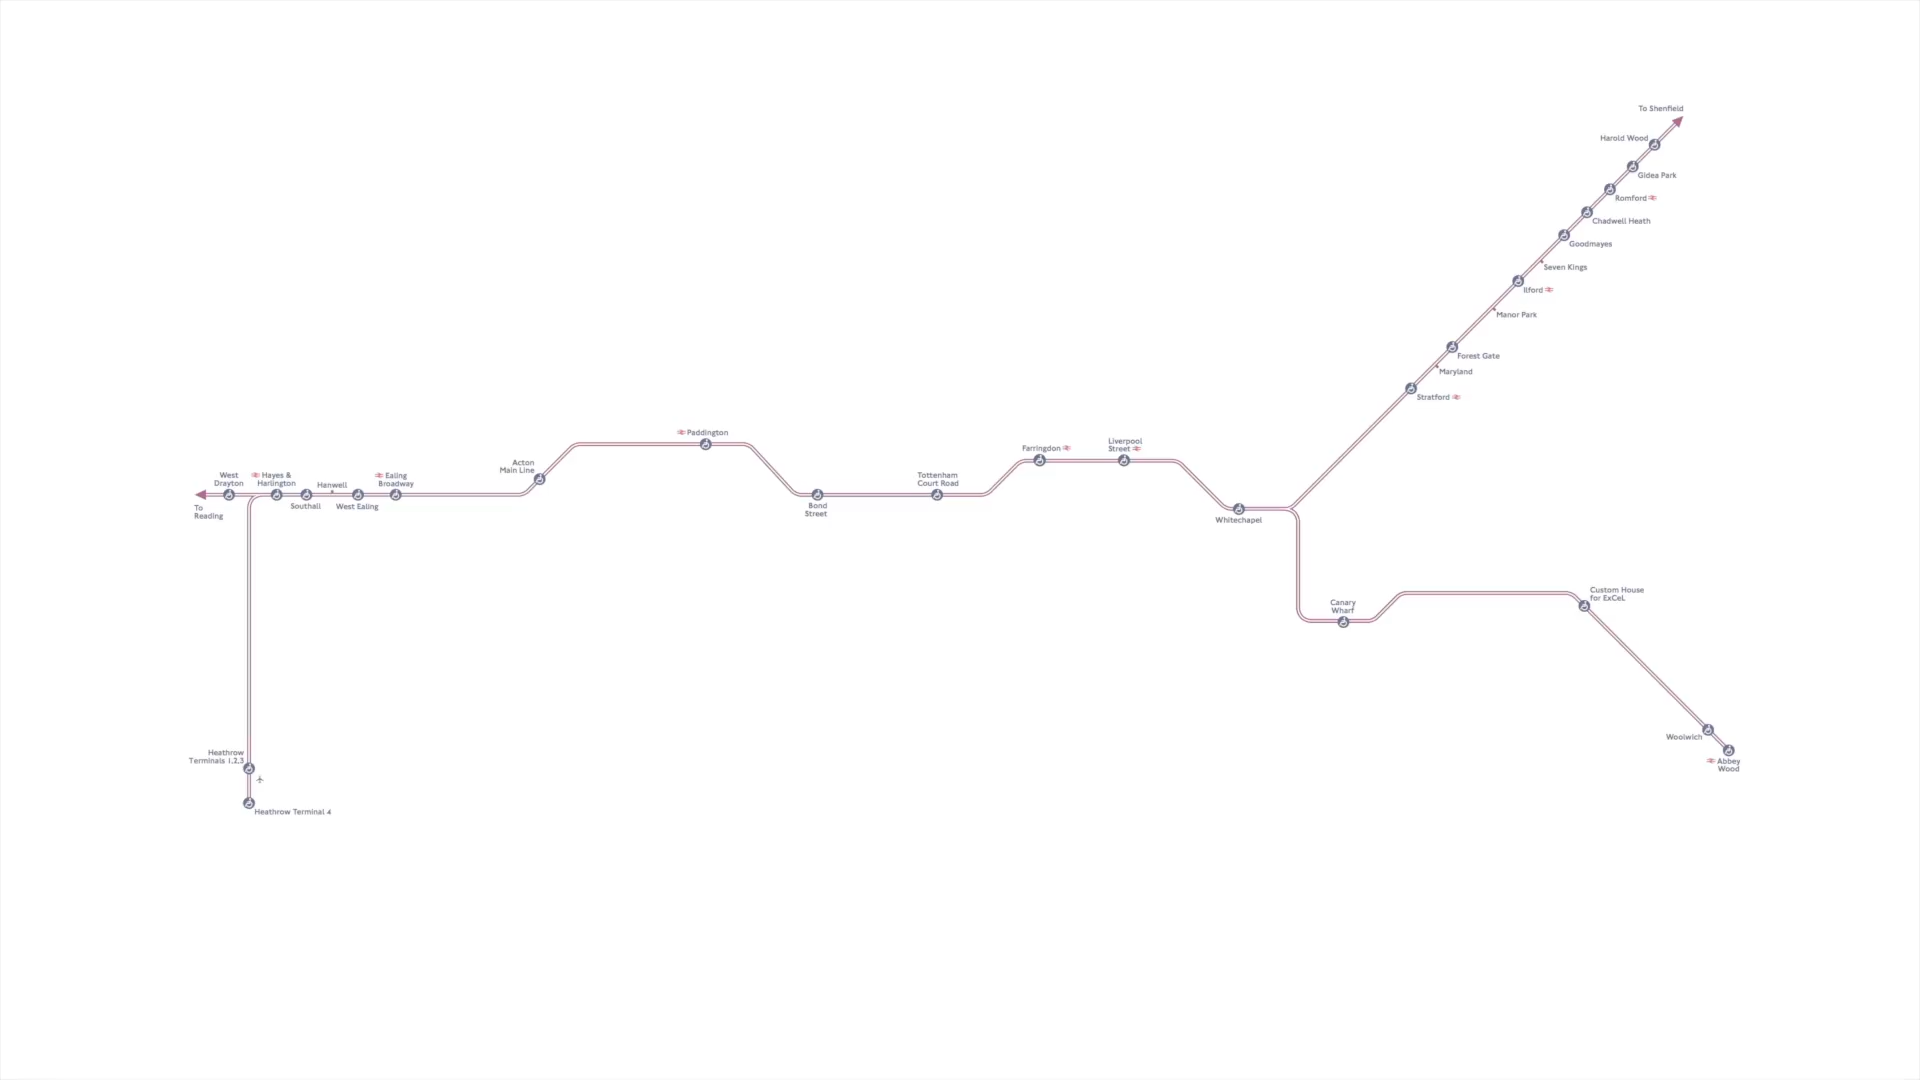 To Shenfield
Harold Wood
Gidea Park
Romford
Chadwell Heath
Goodmayes
Seven Kings
Ilford
Manor Park
Forest Gate
Maryland
Stratford
Paddington
Farringdon
Liverpool
Street
Acton
Main Line
West
Drayton
Hayes &
Harlington
Hanwell
Ealing
Broadway
Southall
West Ealing
To
Reading
Tottenham
Court Road
Bond
Street
Whitechapel
Canary
Wharf
Custom House
for ExCeL
Woolwich
Abbey
Wood
Heathrow
Terminals 1,2,3
Heathrow Terminal 4